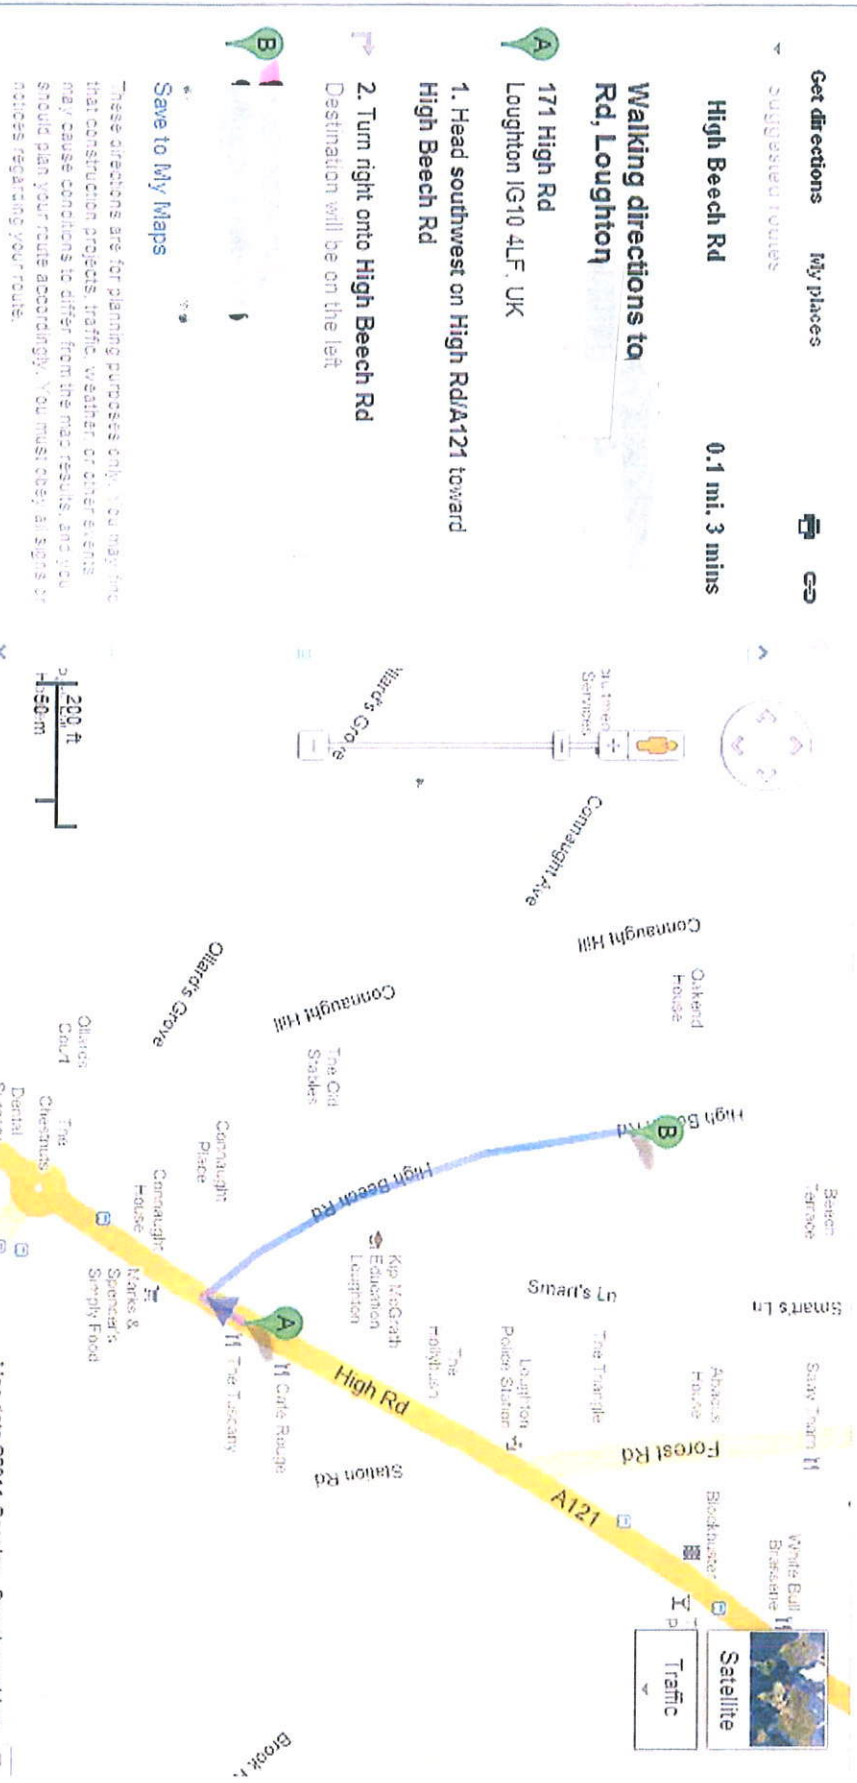 Get directions My places
Suggested routes
High Beech Rd 0.1 mi, 3 mins
Walking directions to
Rd, Loughton
A
171 High Rd
Loughton IG10 4LF, UK
1. Head southwest on High Rd/A121 toward
High Beech Rd
2. Turn right onto High Beech Rd
Destination will be on the left
B
Save to My Maps
These directions are for planning purposes only. You may find
that construction projects, traffic, weather, or other events
may cause conditions to differ from the map results, and you
should plan your route accordingly. You must obey all signs or
notices regarding your route.
Services
Connaught Ave
Connaught Hill
Oakend
House
High Beech Rd
B
Beech
Terrace
Smart's Ln
Smart's Ln
Savy Tharn
Abacus
House
Forest Rd
The Triangle
Loughton
Police Station
The
Hollybush
Kip McGrath
Education
Loughton
High Beech Rd
The Old
Stables
Connaught Hill
Ollard's Grove
Ollard's Grove
Connaught
Place
Connaught
House
Marks &
Spencer's
Simply Food
A
The Tuscany
Cafe Rouge
High Rd
Station Rd
A121
Blockbuster
White Bull
Brasserie
Satellite
Traffic
Ollards
Court
The
Chestnuts
Dental
200 ft
50 m